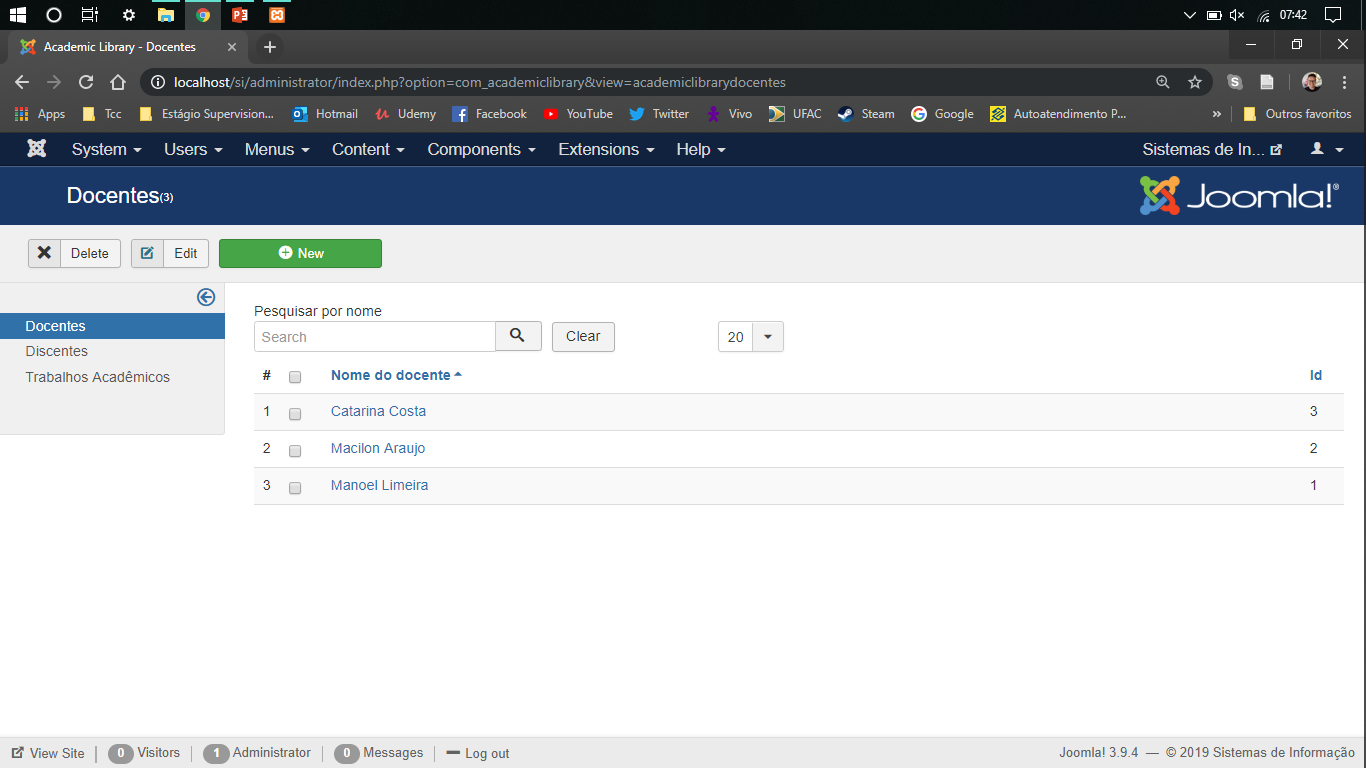 07:42
Academic Library - Docentes
localhost/si/administrator/index.php?option=com_academiclibrary&view=academiclibrarydocentes
Apps Tcc Estágio Supervision... Hotmail Udemy Facebook YouTube Twitter Vivo UFAC Steam Google Autoatendimento P... » Outros favoritos
System Users Menus Content Components Extensions Help Sistemas de In...
Docentes(3) Joomla!®
Delete Edit New
Docentes
Discentes
Trabalhos Acadêmicos
Pesquisar por nome
Search Clear 20
# Nome do docente Id
1 Catarina Costa 3
2 Macilon Araujo 2
3 Manoel Limeira 1
View Site 0 Visitors 1 Administrator 0 Messages Log out Joomla! 3.9.4 — © 2019 Sistemas de Informação